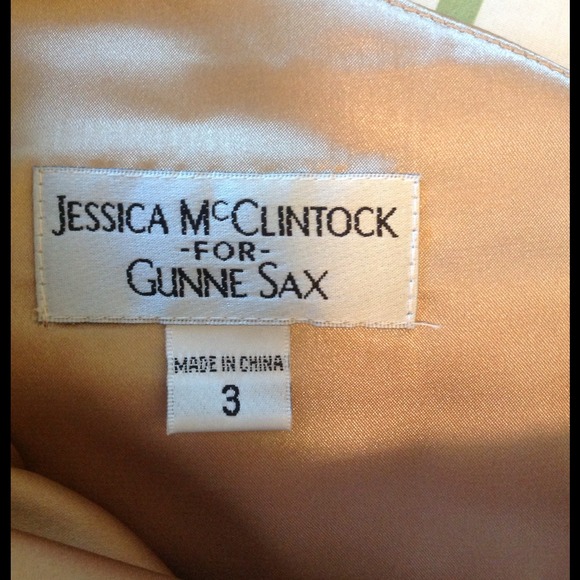 JESSICA MCCLINTOCK
-FOR-
GUNNE SAX
MADE IN CHINA
3